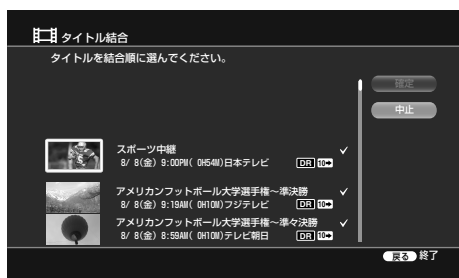 タイトル結合
タイトルを結合順に選んでください。
確定
中止
スポーツ中継
8/ 8(金) 9:00PM( 0H54M)日本テレビ DR 10
アメリカンフットボール大学選手権～準決勝
8/ 8(金) 9:19AM( 0H10M)フジテレビ DR 10
アメリカンフットボール大学選手権～準々決勝
8/ 8(金) 8:59AM( 0H10M)テレビ朝日 DR 10
戻る 終了